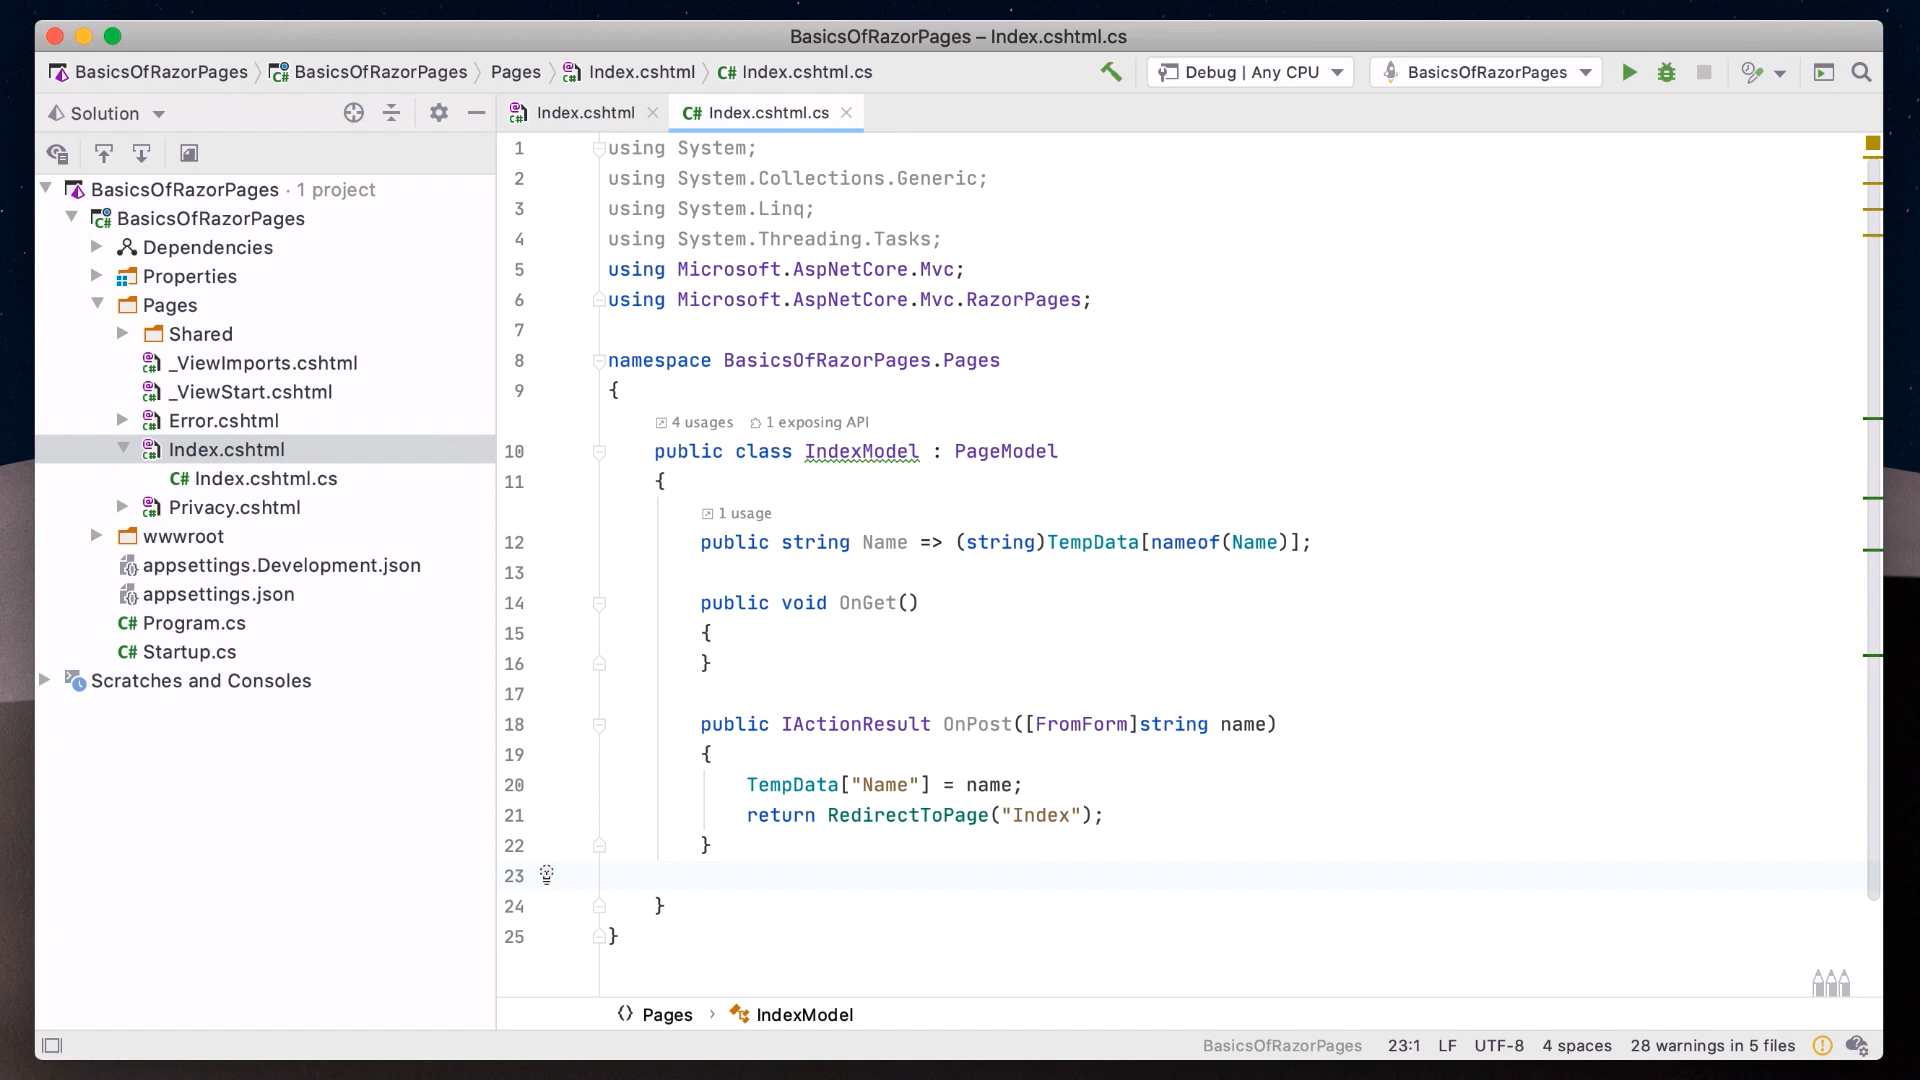 BasicsOfRazorPages – Index.cshtml.cs
BasicsOfRazorPages BasicsOfRazorPages Pages Index.cshtml C# Index.cshtml.cs Debug | Any CPU BasicsOfRazorPages
Solution
Index.cshtml C# Index.cshtml.cs
BasicsOfRazorPages · 1 project
BasicsOfRazorPages
Dependencies
Properties
Pages
Shared
_ViewImports.cshtml
_ViewStart.cshtml
Error.cshtml
Index.cshtml
C# Index.cshtml.cs
Privacy.cshtml
wwwroot
appsettings.Development.json
appsettings.json
C# Program.cs
C# Startup.cs
Scratches and Consoles
1 using System;
2 using System.Collections.Generic;
3 using System.Linq;
4 using System.Threading.Tasks;
5 using Microsoft.AspNetCore.Mvc;
6 using Microsoft.AspNetCore.Mvc.RazorPages;
7
8 namespace BasicsOfRazorPages.Pages
9 {
4 usages 1 exposing API
10 public class IndexModel : PageModel
11 {
1 usage
12 public string Name => (string)TempData[nameof(Name)];
13
14 public void OnGet()
15 {
16 }
17
18 public IActionResult OnPost([FromForm]string name)
19 {
20 TempData["Name"] = name;
21 return RedirectToPage("Index");
22 }
23
24 }
25 }
Pages › IndexModel
BasicsOfRazorPages 23:1 LF UTF-8 4 spaces 28 warnings in 5 files